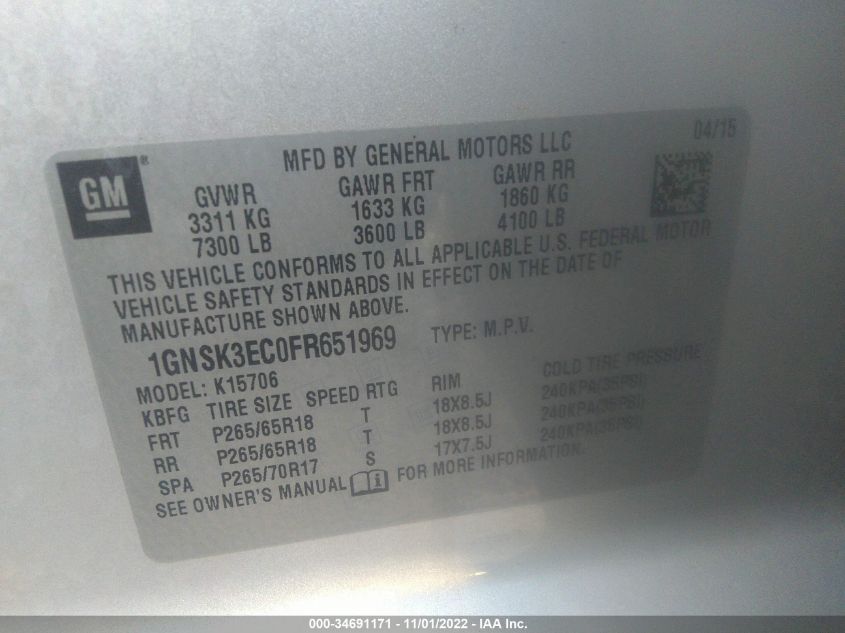 GM®
MFD BY GENERAL MOTORS LLC
04/15
GVWR GAWR FRT GAWR RR
3311 KG 1633 KG 1860 KG
7300 LB 3600 LB 4100 LB
THIS VEHICLE CONFORMS TO ALL APPLICABLE U.S. FEDERAL MOTOR
VEHICLE SAFETY STANDARDS IN EFFECT ON THE DATE OF
MANUFACTURE SHOWN ABOVE.
1GNSK3EC0FR651969 TYPE: M.P.V.
MODEL: K15706
KBFG TIRE SIZE SPEED RTG RIM COLD TIRE PRESSURE
FRT P265/65R18 T 18X8.5J 240KPA(35PSI)
RR P265/65R18 T 18X8.5J 240KPA(35PSI)
SPA P265/70R17 S 17X7.5J 240KPA(35PSI)
SEE OWNER'S MANUAL FOR MORE INFORMATION.
000-34691171 - 11/01/2022 - IAA Inc.